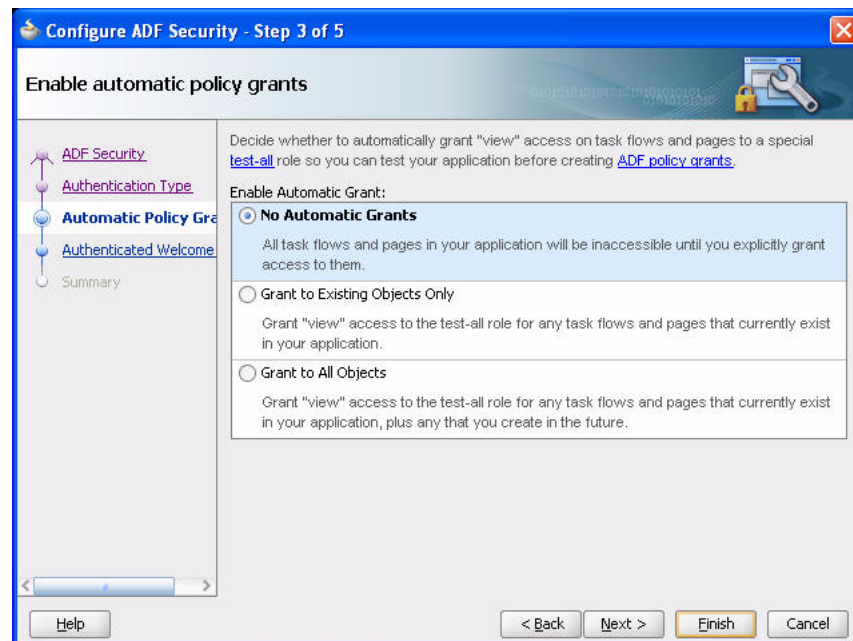 Configure ADF Security - Step 3 of 5
Enable automatic policy grants
ADF Security
Authentication Type
Automatic Policy Gra
Authenticated Welcome
Summary
Decide whether to automatically grant "view" access on task flows and pages to a special
test-all role so you can test your application before creating ADF policy grants.
Enable Automatic Grant:
No Automatic Grants
All task flows and pages in your application will be inaccessible until you explicitly grant
access to them.
Grant to Existing Objects Only
Grant "view" access to the test-all role for any task flows and pages that currently exist
in your application.
Grant to All Objects
Grant "view" access to the test-all role for any task flows and pages that currently exist
in your application, plus any that you create in the future.
Help
< Back
Next >
Finish
Cancel